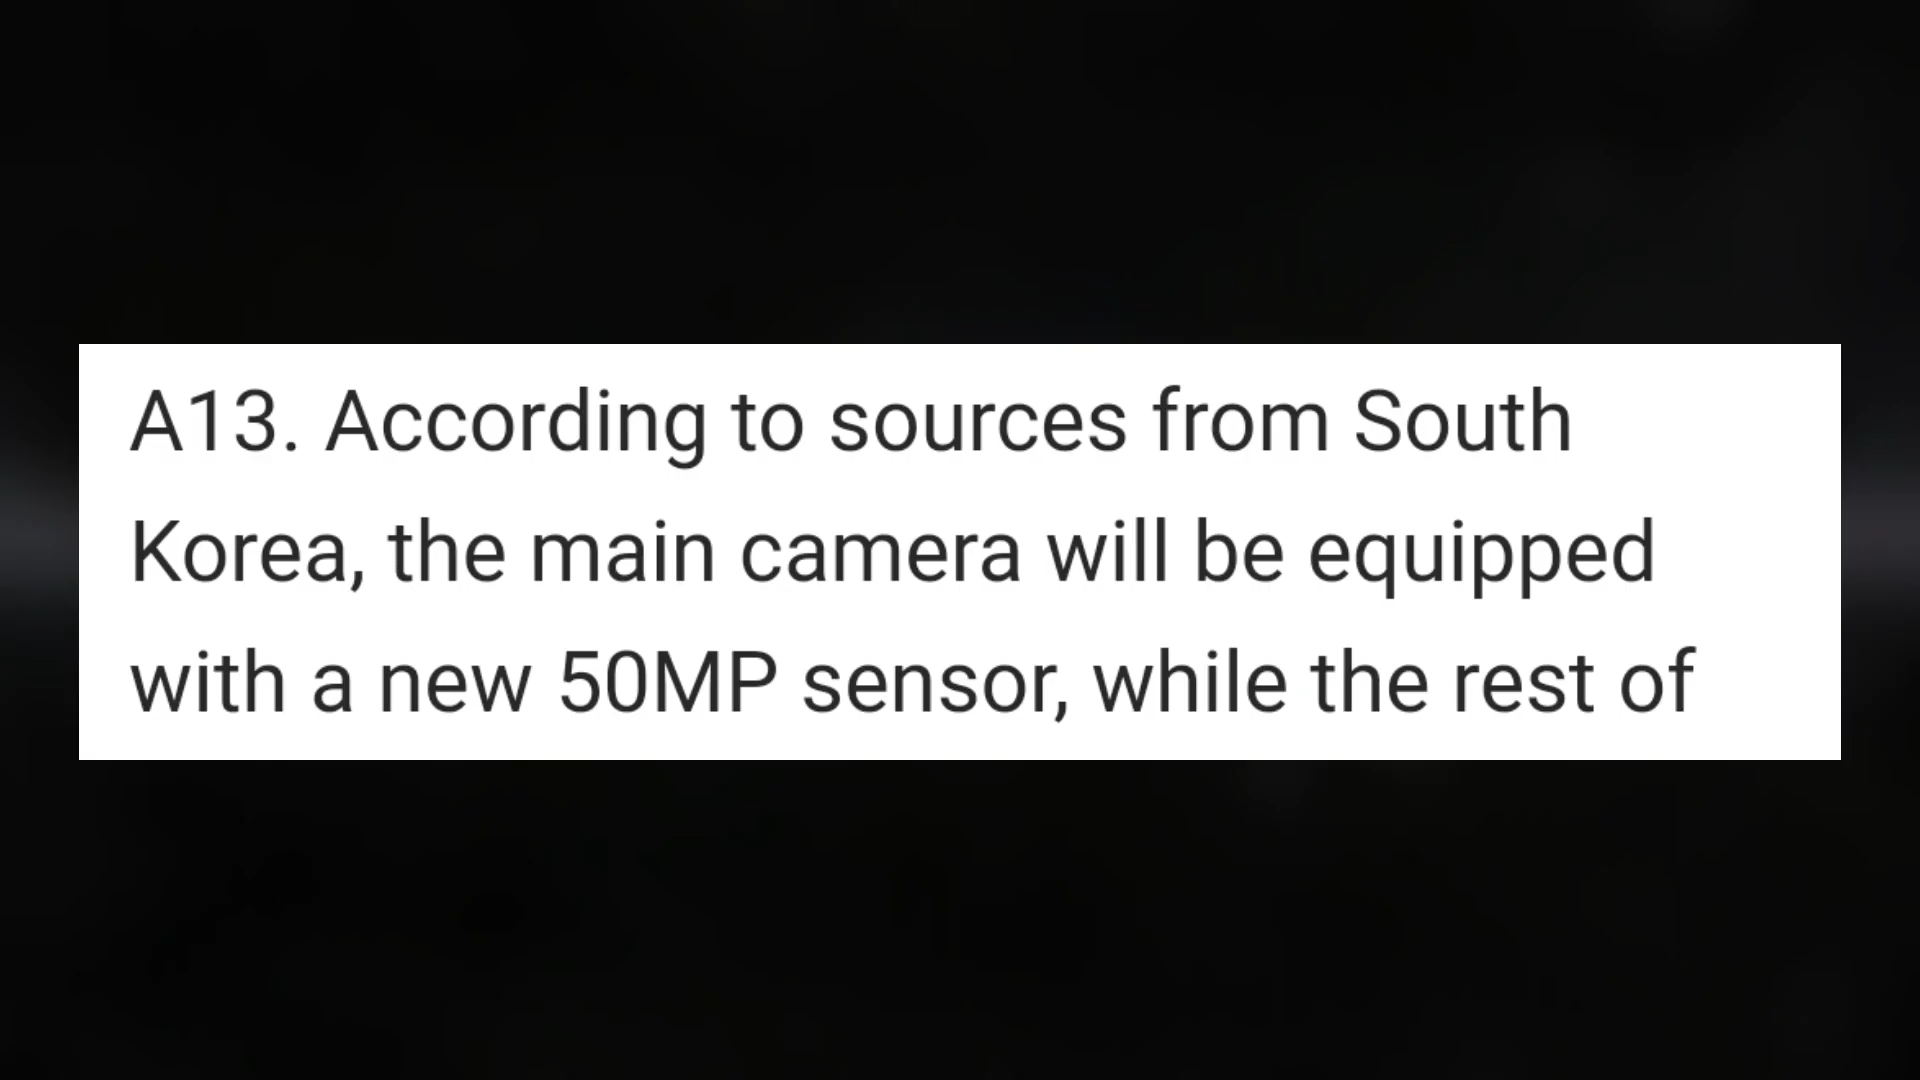 A13. According to sources from South
Korea, the main camera will be equipped
with a new 50MP sensor, while the rest of